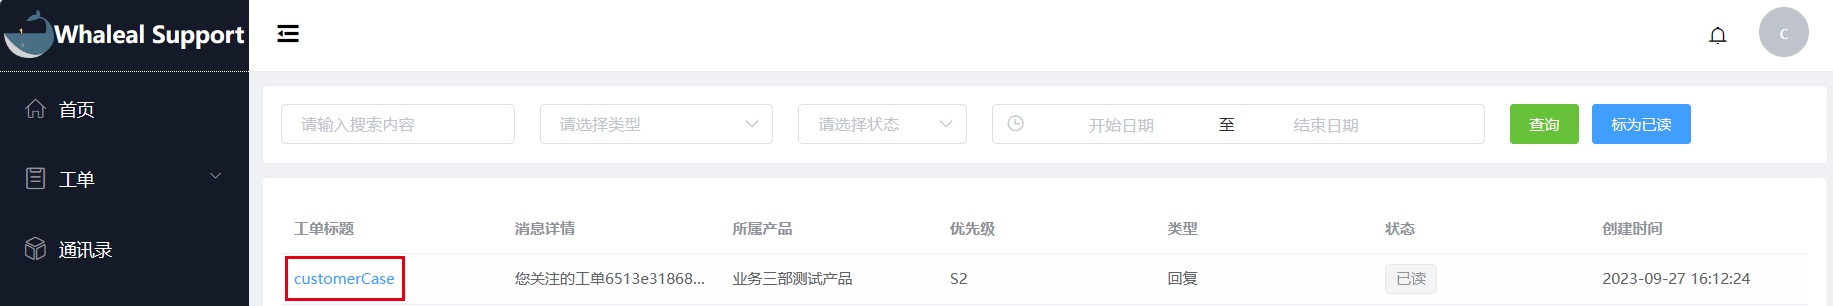 Whaleal Support
C
首页
请输入搜索内容 请选择类型 请选择状态 开始日期 至 结束日期 查询 标为已读
工单
通讯录
工单标题 消息详情 所属产品 优先级 类型 状态 创建时间
customerCase 您关注的工单6513e31868... 业务三部测试产品 S2 回复 已读 2023-09-27 16:12:24